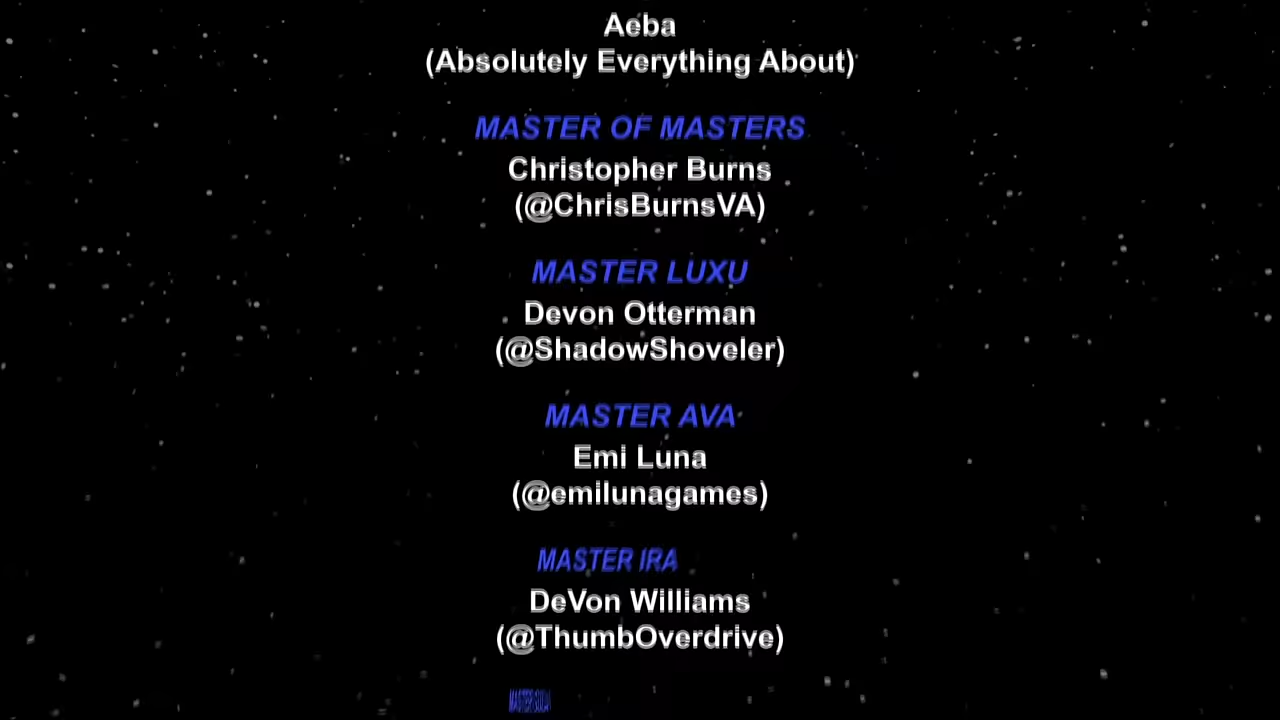 Aeba
(Absolutely Everything About)
MASTER OF MASTERS
Christopher Burns
(@ChrisBurnsVA)
MASTER LUXU
Devon Otterman
(@ShadowShoveler)
MASTER AVA
Emi Luna
(@emilunagames)
MASTER IRA
DeVon Williams
(@ThumbOverdrive)
MASTER